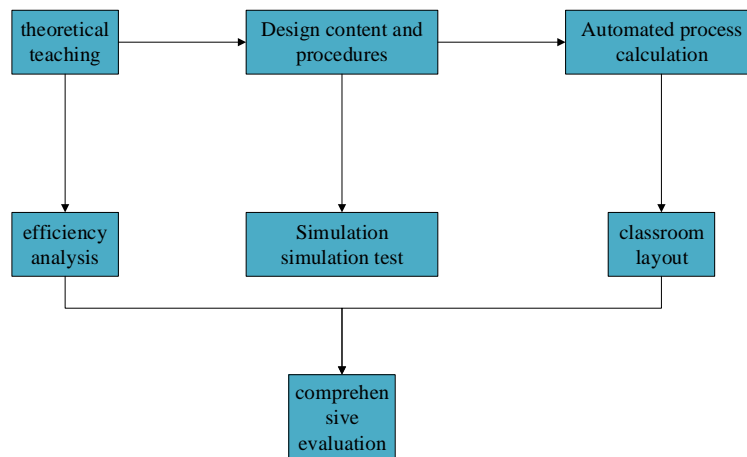 theoretical
teaching
Design content and
procedures
Automated process
calculation
efficiency
analysis
Simulation
simulation test
classroom
layout
comprehen
sive
evaluation